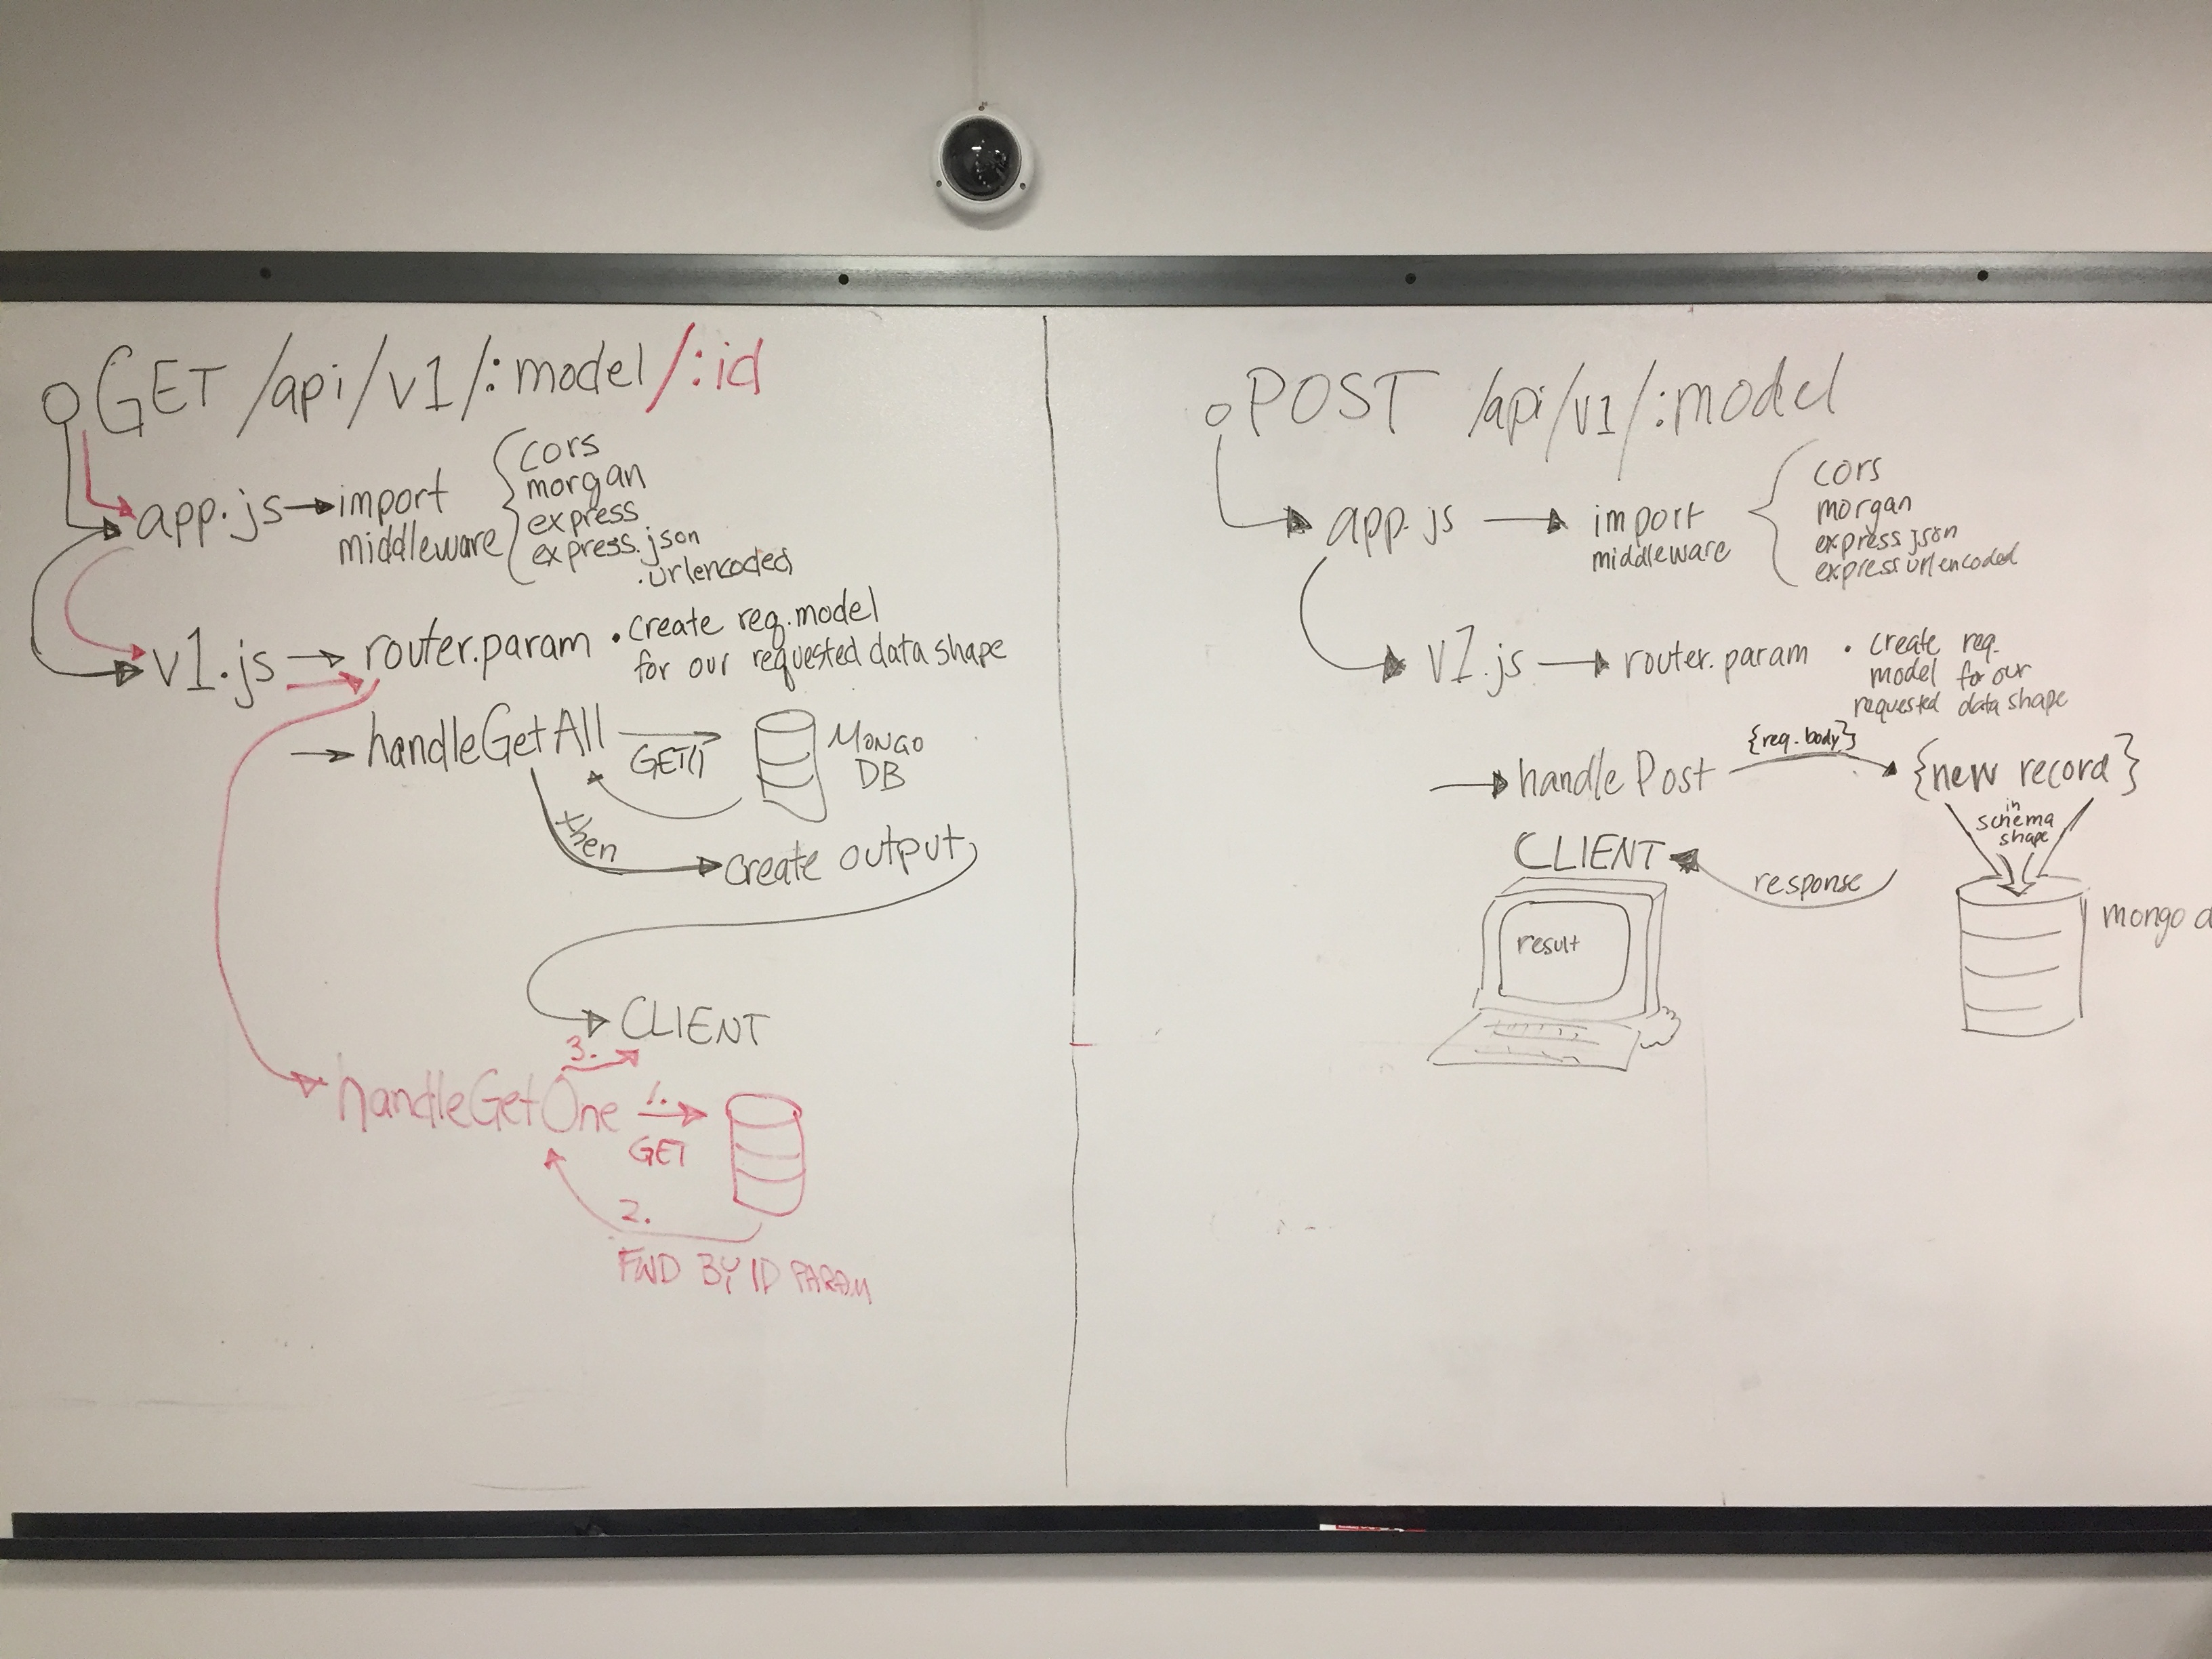 GET /api/v1/:model/:id
app.js → import middleware
cors
morgan
express
express.json
.urlencoded
v1.js → router.param
• create req.model
for our requested data shape
→ handleGetAll
GET()
MONGO
DB
then
create output
CLIENT
3.
handleGetOne
1.
GET
2.
FIND BY ID PARAM
POST /api/v1/:model
app.js → import
middleware
cors
morgan
express json
express urlencoded
v1.js → router.param
• create req.
model for our
requested data shape
→ handlePost
{req.body}
{new record}
in
schema
shape
CLIENT
response
result
mongo d